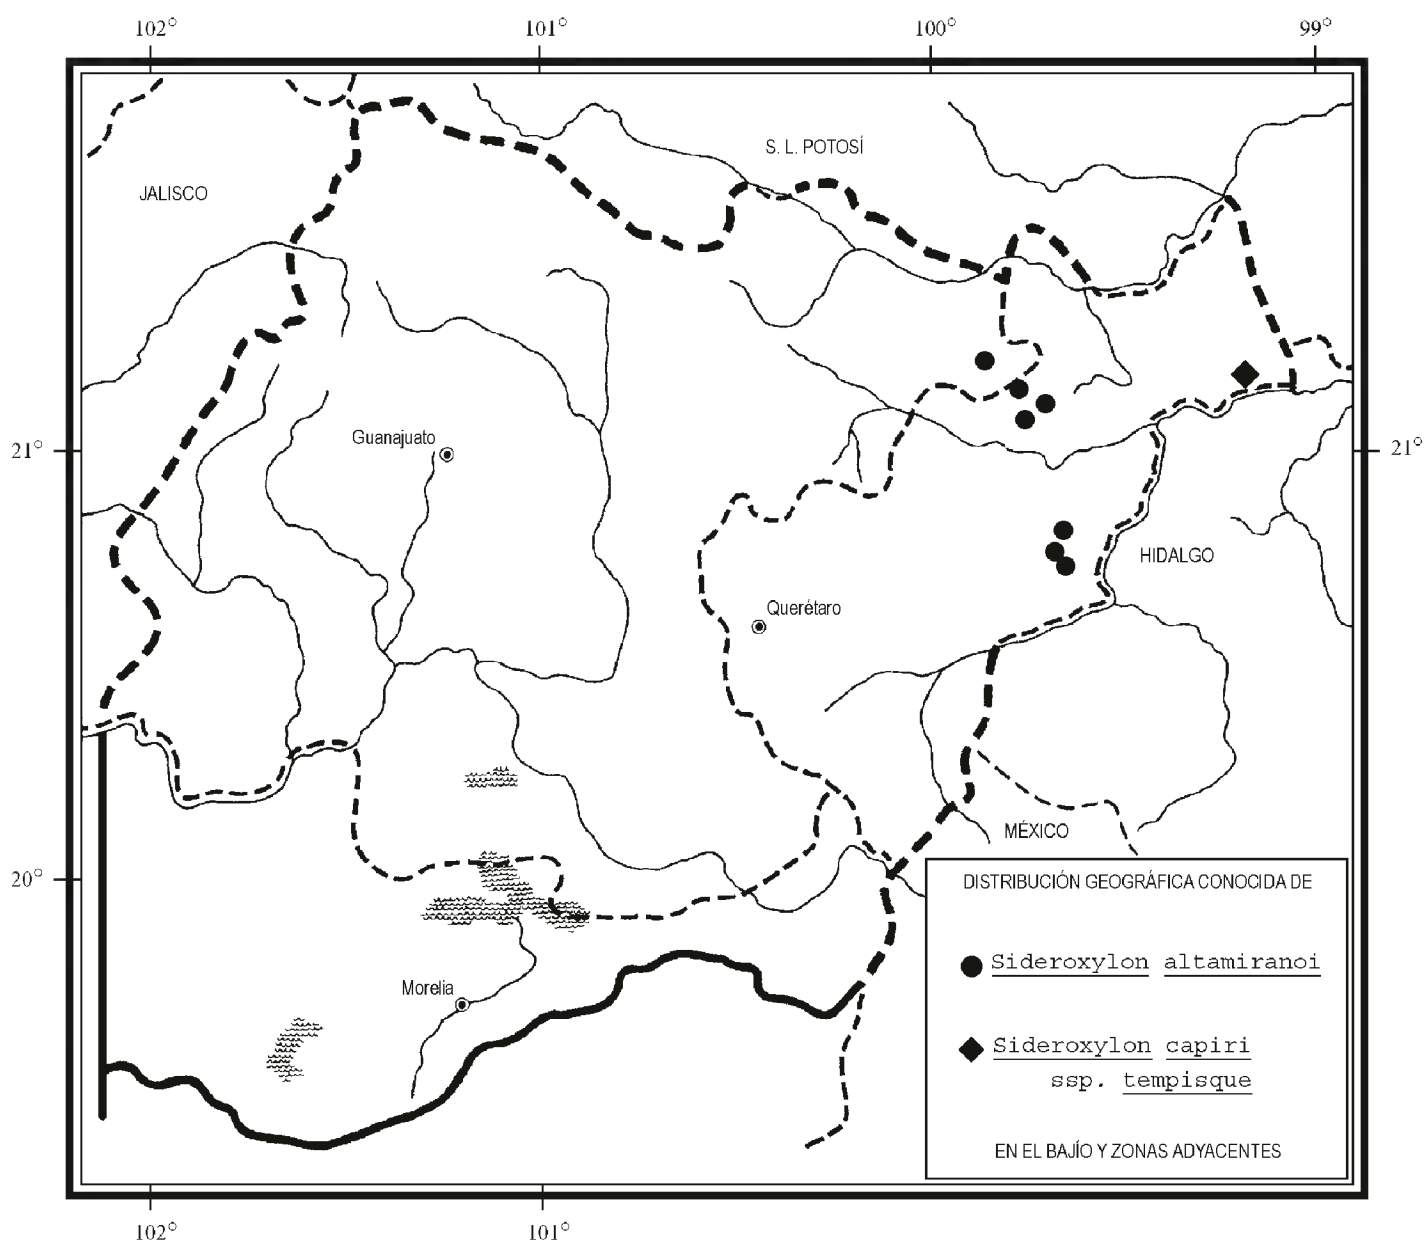 102° 101° 100° 99°
S. L. POTOSÍ
JALISCO
Guanajuato
21° 21°
HIDALGO
Querétaro
MÉXICO
20°
DISTRIBUCIÓN GEOGRÁFICA CONOCIDA DE
Sideroxylon altamiranoi
Morelia
Sideroxylon capiri
ssp. tempisque
EN EL BAJÍO Y ZONAS ADYACENTES
102° 101°